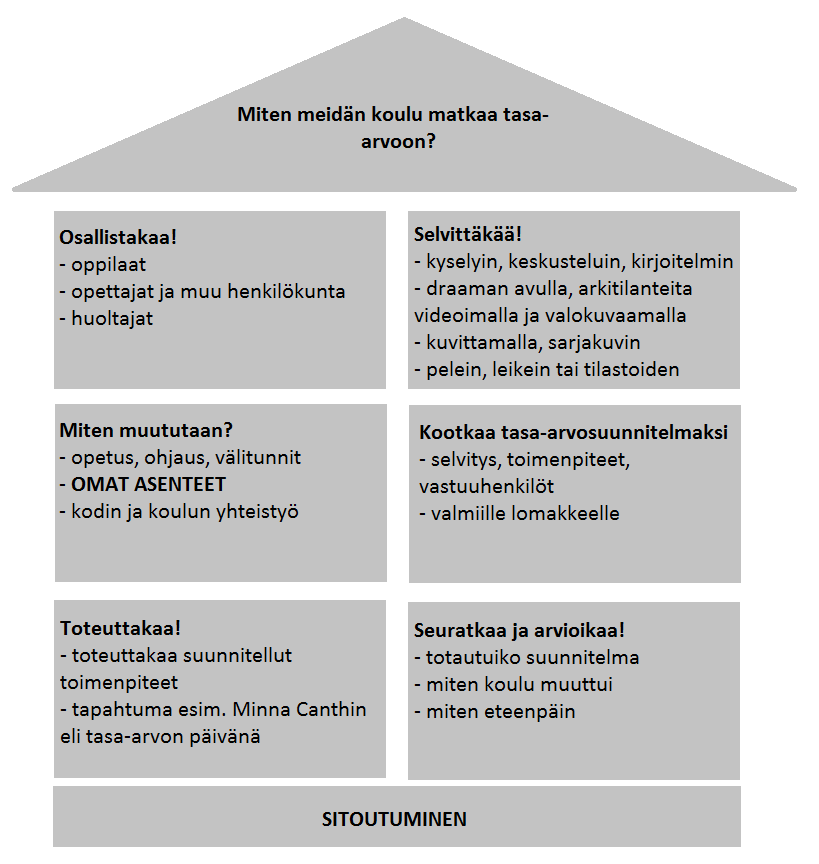 Miten meidän koulu matkaa tasa-
arvoon?
Osallistakaa!
- oppilaat
- opettajat ja muu henkilökunta
- huoltajat
Selvittäkää!
- kyselyin, keskusteluin, kirjoitelmin
- draaman avulla, arkitilanteita
videoimalla ja valokuvaamalla
- kuvittamalla, sarjakuvin
- pelein, leikein tai tilastoiden
Miten muututaan?
- opetus, ohjaus, välitunnit
- OMAT ASENTEET
- kodin ja koulun yhteistyö
Kootkaa tasa-arvosuunnitelmaksi
- selvitys, toimenpiteet,
vastuuhenkilöt
- valmiille lomakkeelle
Toteuttakaa!
- toteuttakaa suunnitellut
toimenpiteet
- tapahtuma esim. Minna Canthin
eli tasa-arvon päivänä
Seuratkaa ja arvioikaa!
- totautuiko suunnitelma
- miten koulu muuttui
- miten eteenpäin
SITOUTUMINEN